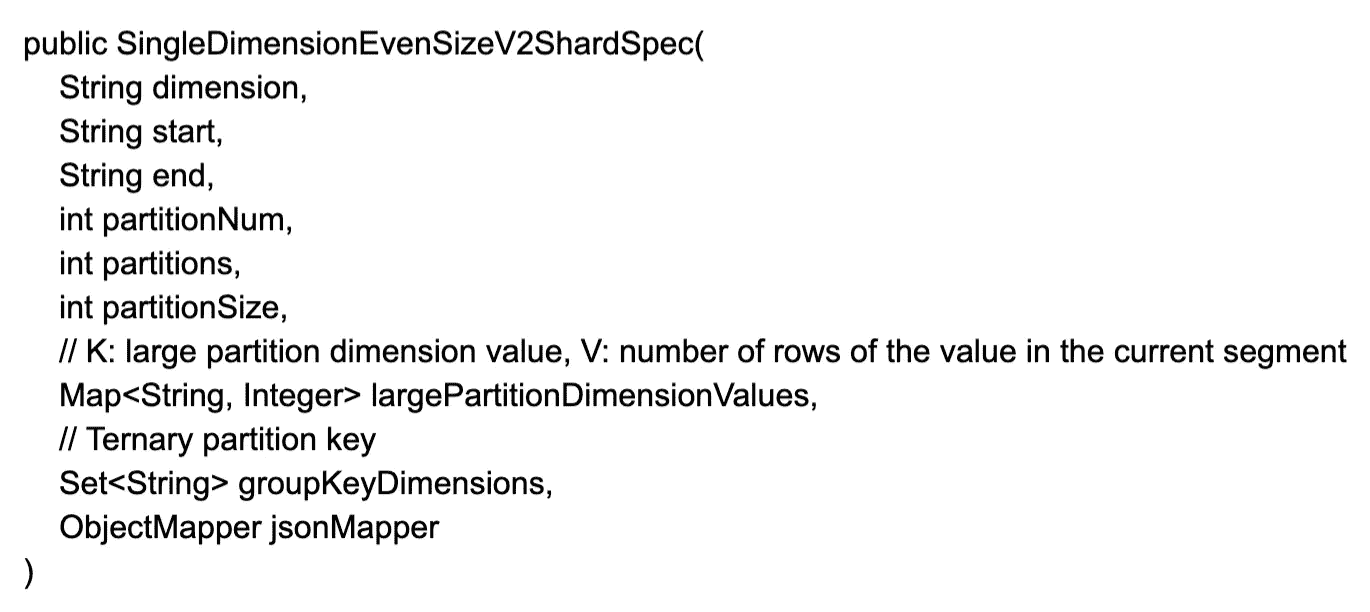 public SingleDimensionEvenSizeV2ShardSpec(
String dimension,
String start,
String end,
int partitionNum,
int partitions,
int partitionSize,
// K: large partition dimension value, V: number of rows of the value in the current segment
Map<String, Integer> largePartitionDimensionValues,
// Ternary partition key
Set<String> groupKeyDimensions,
ObjectMapper jsonMapper
)